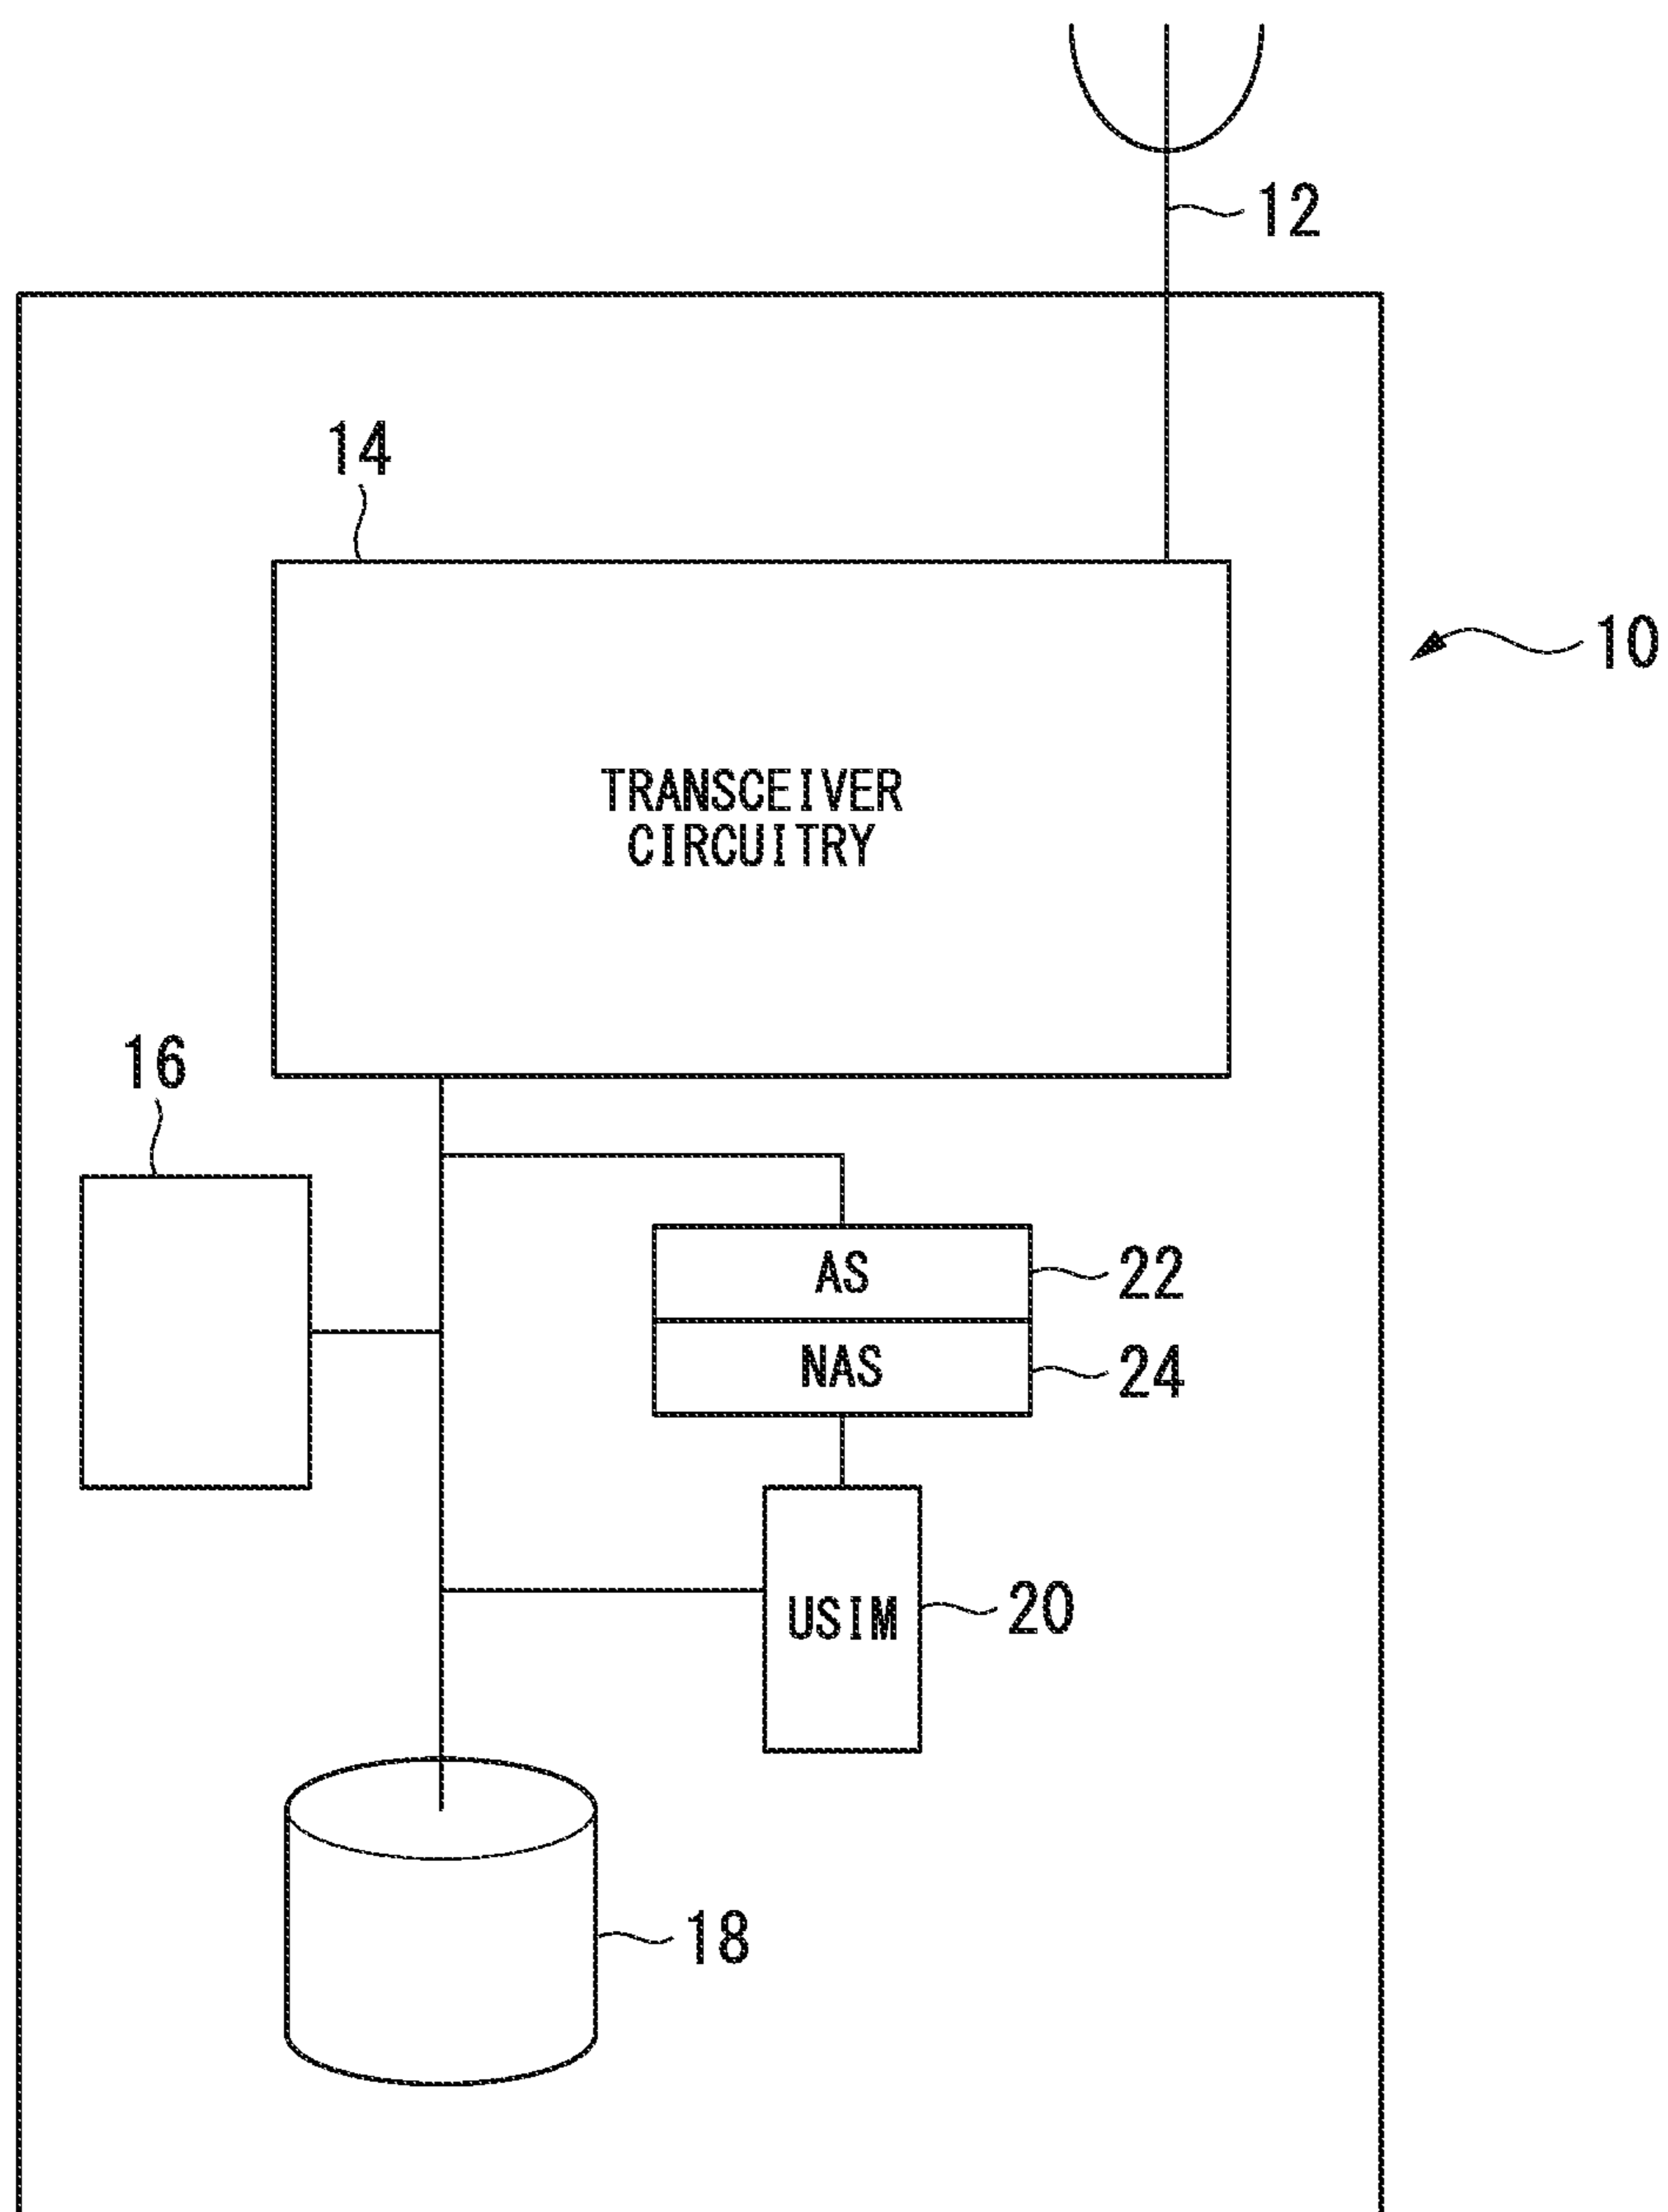 12
14
10
TRANSCEIVER
CIRCUITRY
16
AS
22
NAS
24
USIM
20
18